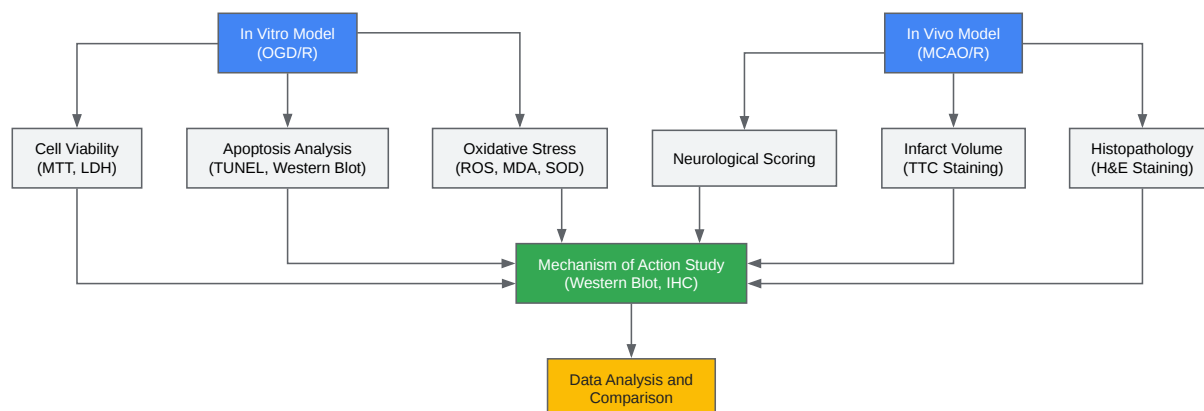 In Vitro Model
(OGD/R)
In Vivo Model
(MCAO/R)
Cell Viability
(MTT, LDH)
Apoptosis Analysis
(TUNEL, Western Blot)
Oxidative Stress
(ROS, MDA, SOD)
Neurological Scoring
Infarct Volume
(TTC Staining)
Histopathology
(H&E Staining)
Mechanism of Action Study
(Western Blot, IHC)
Data Analysis and
Comparison